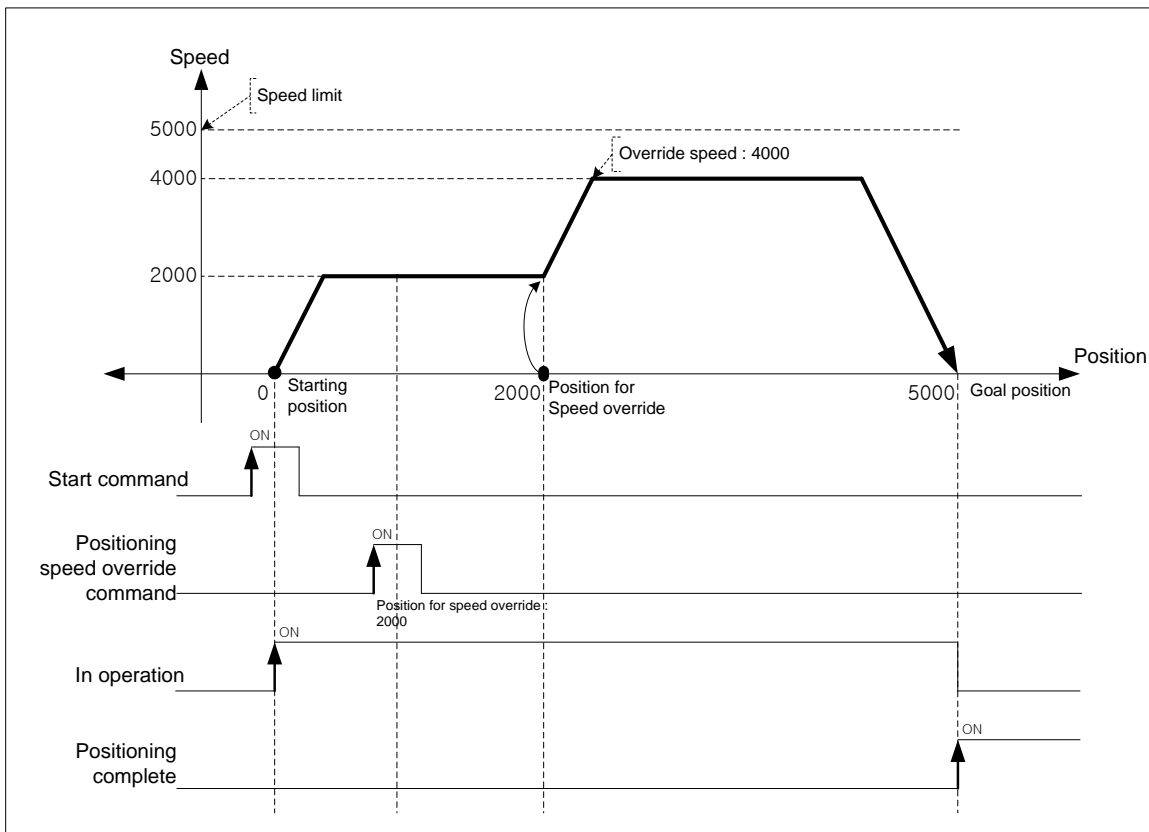 Speed
Speed limit
5000
Override speed : 4000
4000
2000
Position
0
Starting
position
2000
Position for
Speed override
5000
Goal position
ON
Start command
ON
Positioning
speed override
command
Position for speed override :
2000
ON
In operation
ON
Positioning
complete